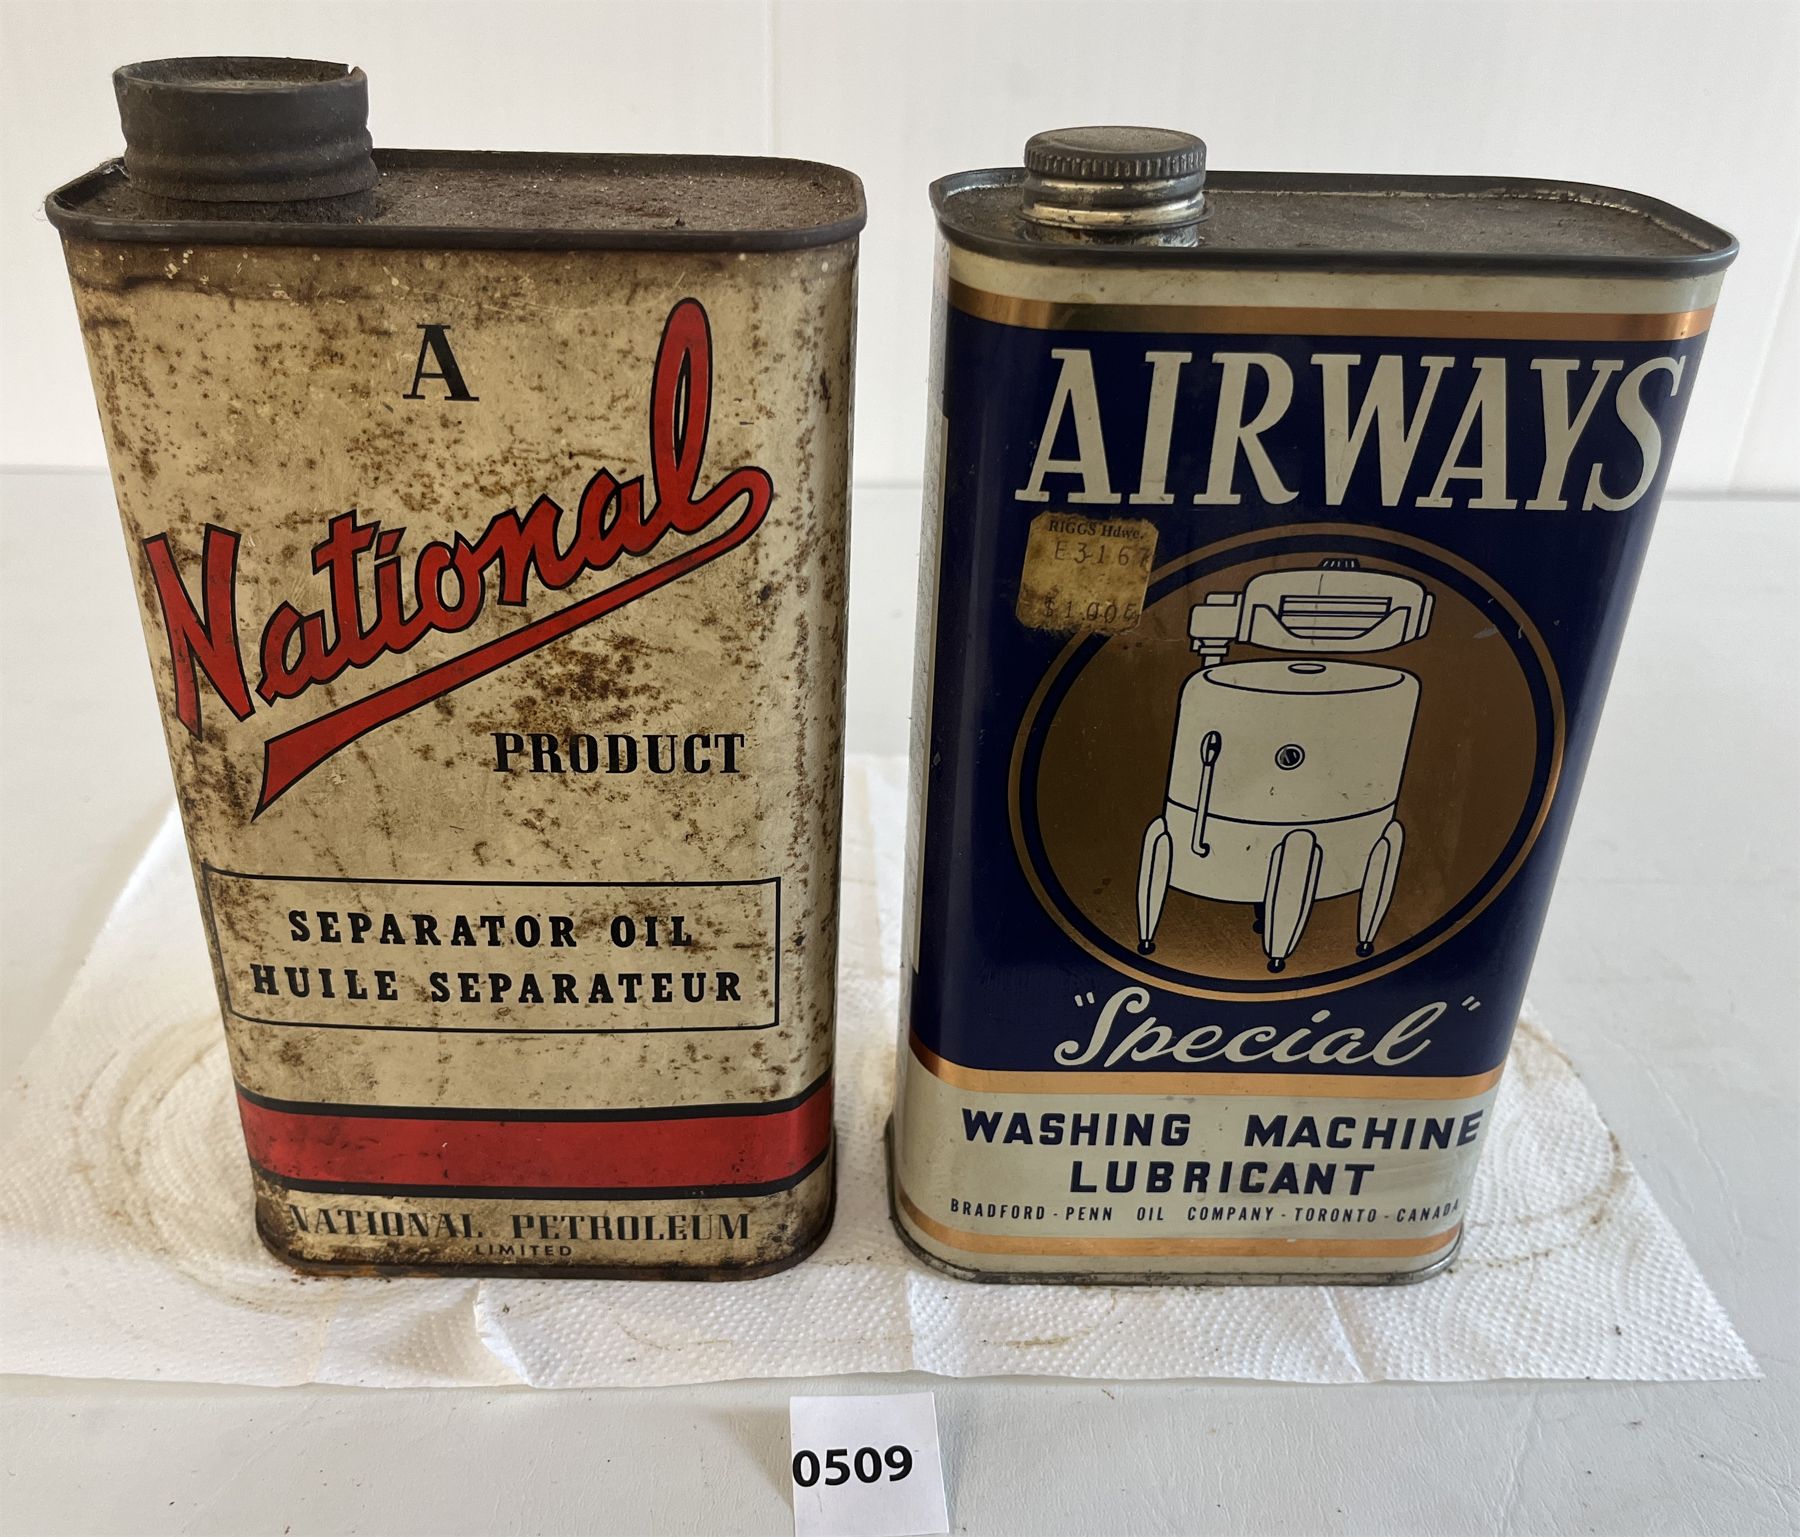 A
National
PRODUCT
SEPARATOR OIL
HUILE SEPARATEUR
NATIONAL PETROLEUM
LIMITED
AIRWAYS
RIGGS Hdwe.
E3167
"Special"
WASHING MACHINE
LUBRICANT
BRADFORD-PENN OIL COMPANY-TORONTO-CANADA
0509